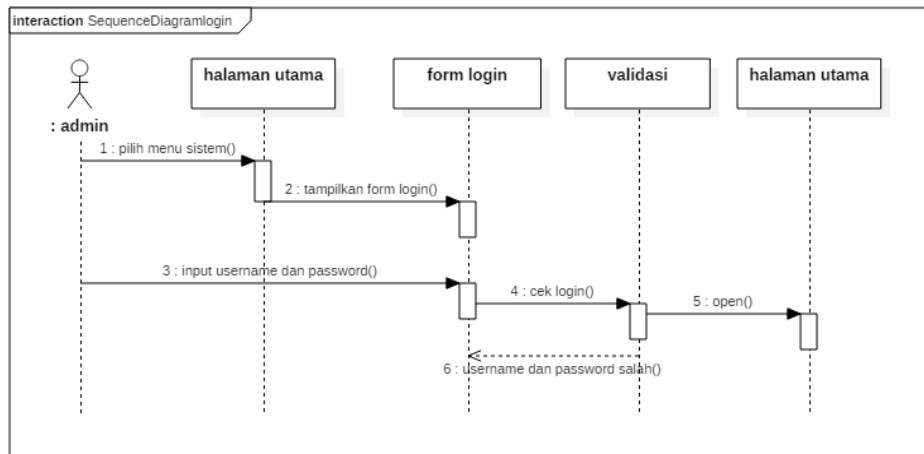 interaction SequenceDiagramlogin
halaman utama
form login
validasi
halaman utama
: admin
1 : pilih menu sistem()
2 : tampilkan form login()
3 : input username dan password()
4 : cek login()
5 : open()
6 : username dan password salah()